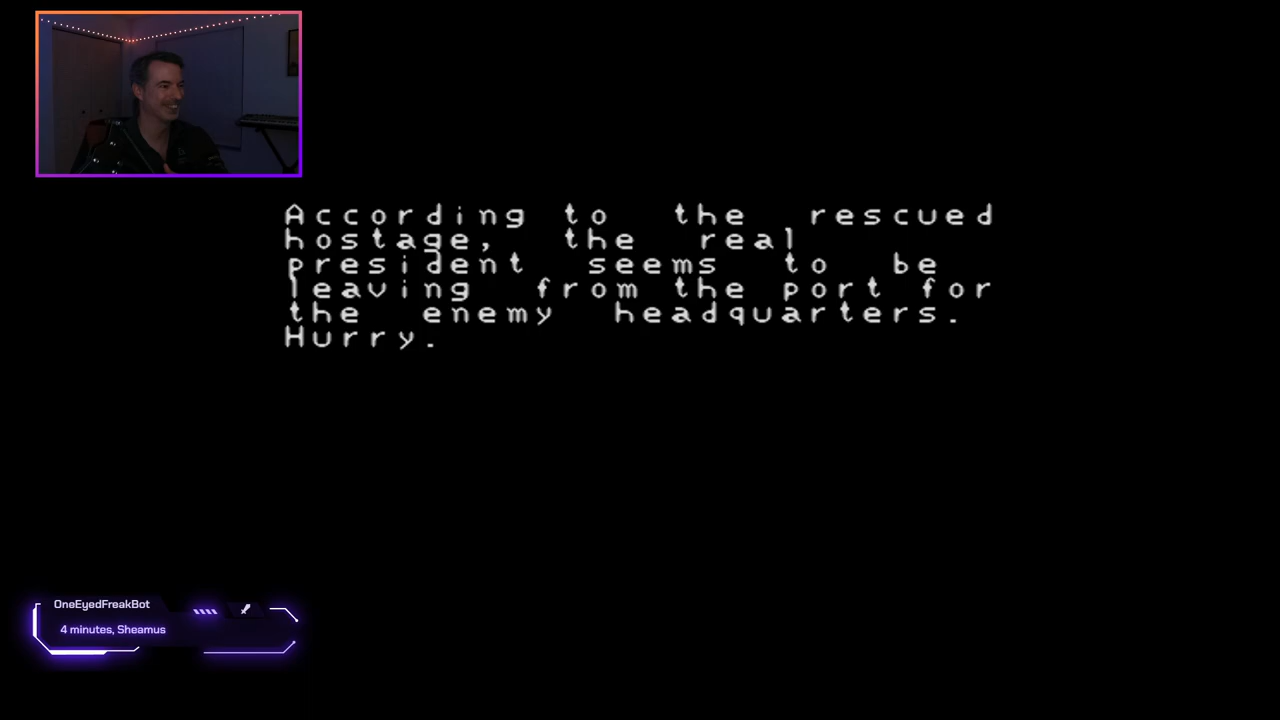 According to the rescued
hostage, the real
president seems to be
leaving from the port for
the enemy headquarters.
Hurry.
OneEyedFreakBot
4 minutes, Sheamus